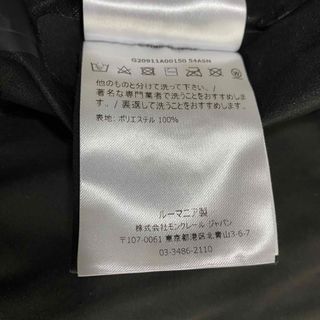 G20911A00150 54A5N
他のものと分けて洗って下さい/
著名な専門業者で洗うことをおすすめしま
す。/裏返して洗うことをおすすめしま
す。
表地: ポリエステル 100%
ルーマニア製
株式会社モンクレール ジャパン
〒107-0061 東京都港区北青山3-6-7
03-3486-2110